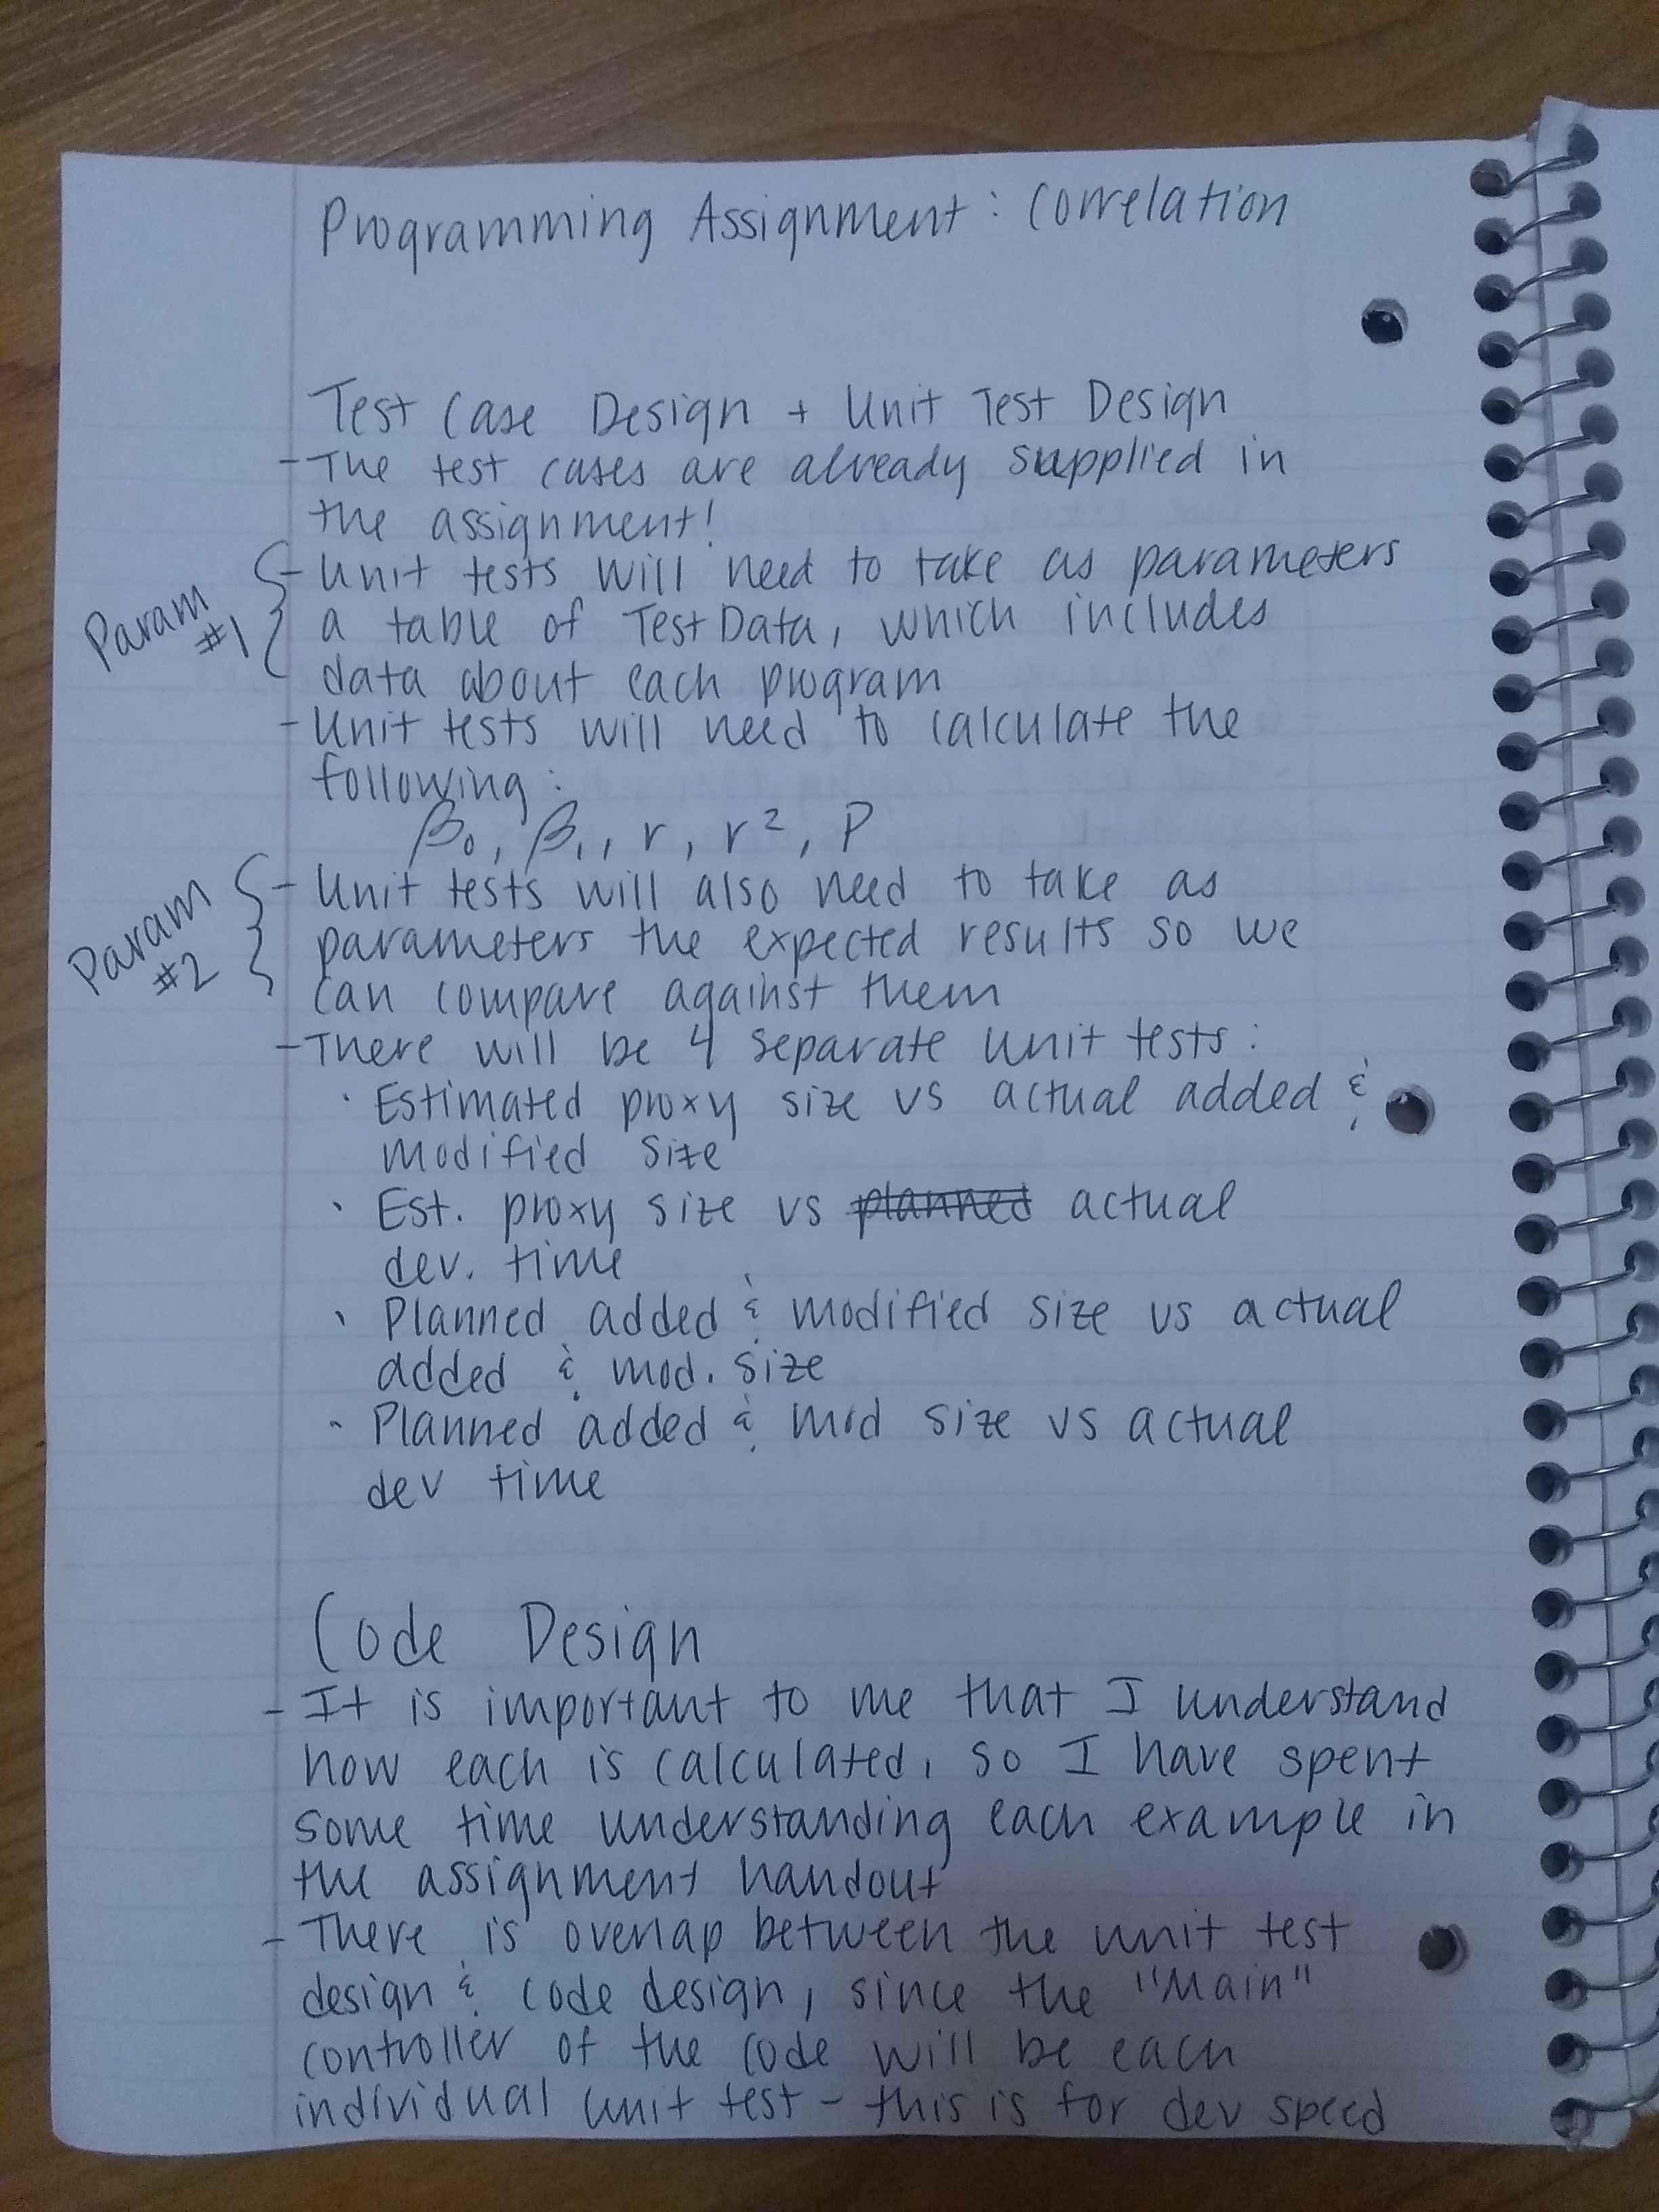 Programming Assignment: Correlation
Test Case Design + Unit Test Design
- The test cases are already supplied in
the assignment!
Param #1
- Unit tests will need to take as parameters
a table of Test Data, which includes
data about each program
- Unit tests will need to calculate the
following:
β₀, β₁, r, r², P
Param #2
- Unit tests will also need to take as
parameters the expected results so we
can compare against them
- There will be 4 separate unit tests:
· Estimated proxy size vs actual added &
modified size
· Est. proxy size vs planned actual
dev. time
· Planned added & modified size vs actual
added & mod. size
· Planned added & mod size vs actual
dev time
Code Design
- It is important to me that I understand
how each is calculated, so I have spent
some time understanding each example in
the assignment handout
- There is overlap between the unit test
design & code design, since the "Main"
controller of the code will be each
individual unit test - this is for dev speed